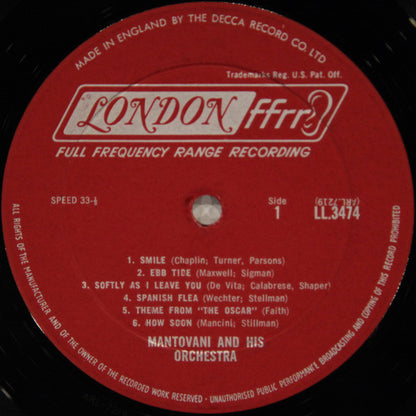 MADE IN ENGLAND BY THE DECCA RECORD CO. LTD
Trademarks Reg. U.S. Pat. Off.
LONDON ffrr
FULL FREQUENCY RANGE RECORDING
SPEED 33-⅓
Side
1
(ARL.7219)
LL.3474
1. SMILE (Chaplin; Turner, Parsons)
2. EBB TIDE (Maxwell; Sigman)
3. SOFTLY AS I LEAVE YOU (De Vita; Calabrese, Shaper)
4. SPANISH FLEA (Wechter; Stellman)
5. THEME FROM "THE OSCAR" (Faith)
6. HOW SOON (Mancini; Stillman)
MANTOVANI AND HIS
ORCHESTRA
ALL RIGHTS OF THE MANUFACTURER AND OF THE OWNER OF THE RECORDED WORK RESERVED - UNAUTHORISED PUBLIC PERFORMANCE BROADCASTING AND COPYING OF THIS RECORD PROHIBITED